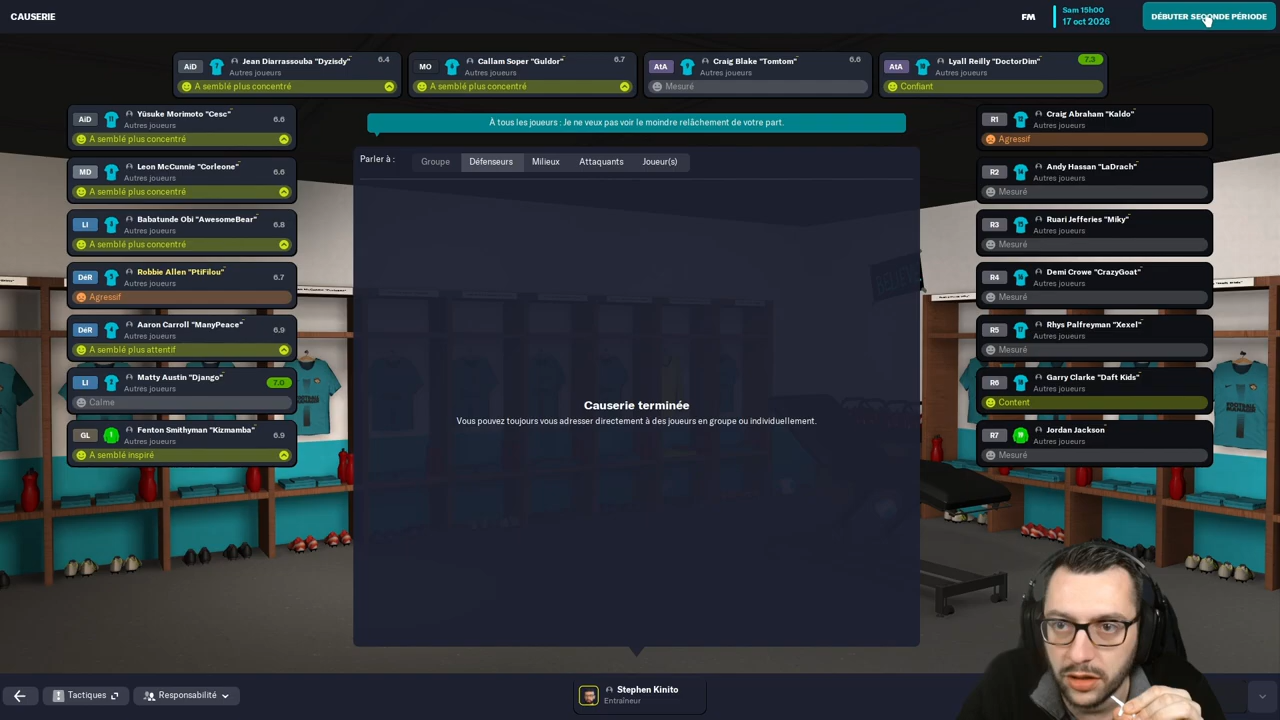 CAUSERIE
FM
Sam 15h00
17 oct 2026
DÉBUTER SECONDE PÉRIODE
AiD
7
Jean Diarrassouba "Dyzisdy"
6.4
Autres joueurs
A semblé plus concentré
MO
Callam Soper "Guldor"
6.7
Autres joueurs
A semblé plus concentré
AtA
Craig Blake "Tomtom"
6.6
Autres joueurs
Mesuré
AtA
Lyall Reilly "DoctorDim"
7.3
Autres joueurs
Confiant
AiD
11
Yūsuke Morimoto "Cesc"
6.6
Autres joueurs
A semblé plus concentré
MD
Leon McCunnie "Corleone"
6.6
Autres joueurs
A semblé plus concentré
LI
Babatunde Obi "AwesomeBear"
6.8
Autres joueurs
A semblé plus concentré
DéR
Robbie Allen "PtiFilou"
6.7
Autres joueurs
Agressif
DéR
Aaron Carroll "ManyPeace"
6.9
Autres joueurs
A semblé plus attentif
LI
Matty Austin "Django"
7.0
Autres joueurs
Calme
GL
1
Fenton Smithyman "Kizmamba"
6.9
Autres joueurs
A semblé inspiré
À tous les joueurs : Je ne veux pas voir le moindre relâchement de votre part.
Parler à :
Groupe
Défenseurs
Milieux
Attaquants
Joueur(s)
Causerie terminée
Vous pouvez toujours vous adresser directement à des joueurs en groupe ou individuellement.
R1
Craig Abraham "Kaldo"
Autres joueurs
Agressif
R2
Andy Hassan "LaDrach"
Autres joueurs
Mesuré
R3
Ruari Jefferies "Miky"
Autres joueurs
Mesuré
R4
Demi Crowe "CrazyGoat"
Autres joueurs
Mesuré
R5
Rhys Palfreyman "Xexel"
Autres joueurs
Mesuré
R6
Garry Clarke "Daft Kids"
Autres joueurs
Content
R7
Jordan Jackson
Autres joueurs
Mesuré
Tactiques
Responsabilité
Stephen Kinito
Entraîneur